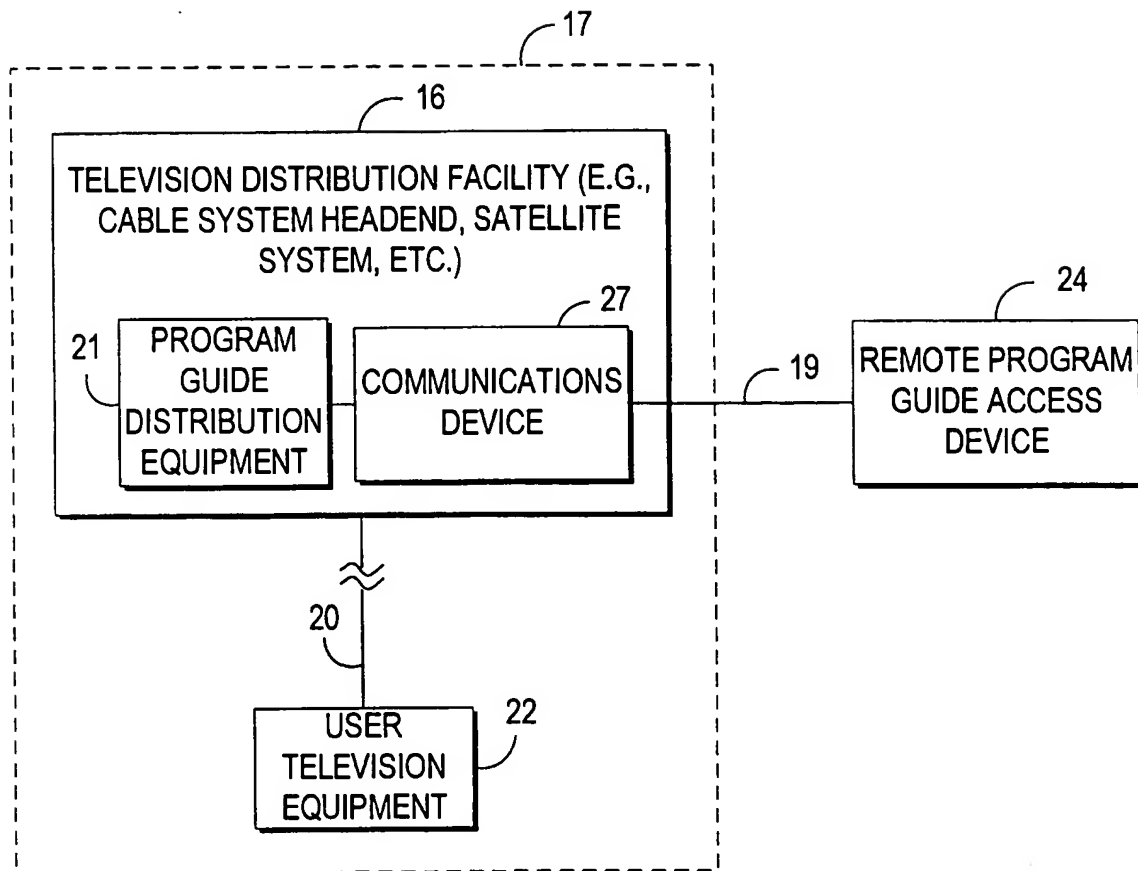 17
16
TELEVISION DISTRIBUTION FACILITY (E.G.,
CABLE SYSTEM HEADEND, SATELLITE
SYSTEM, ETC.)
27
24
21
PROGRAM
GUIDE
DISTRIBUTION
EQUIPMENT
COMMUNICATIONS
DEVICE
19
REMOTE PROGRAM
GUIDE ACCESS
DEVICE
20
USER
TELEVISION
EQUIPMENT
22